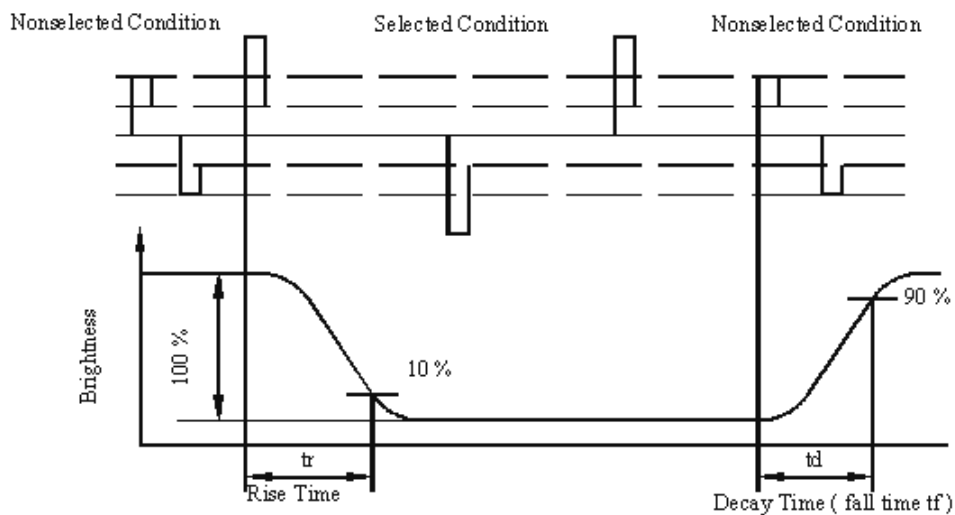 Nonselected Condition
Selected Condition
Nonselected Condition
Brightness
100 %
10 %
90 %
tr
td
Rise Time
Decay Time ( fall time tf )